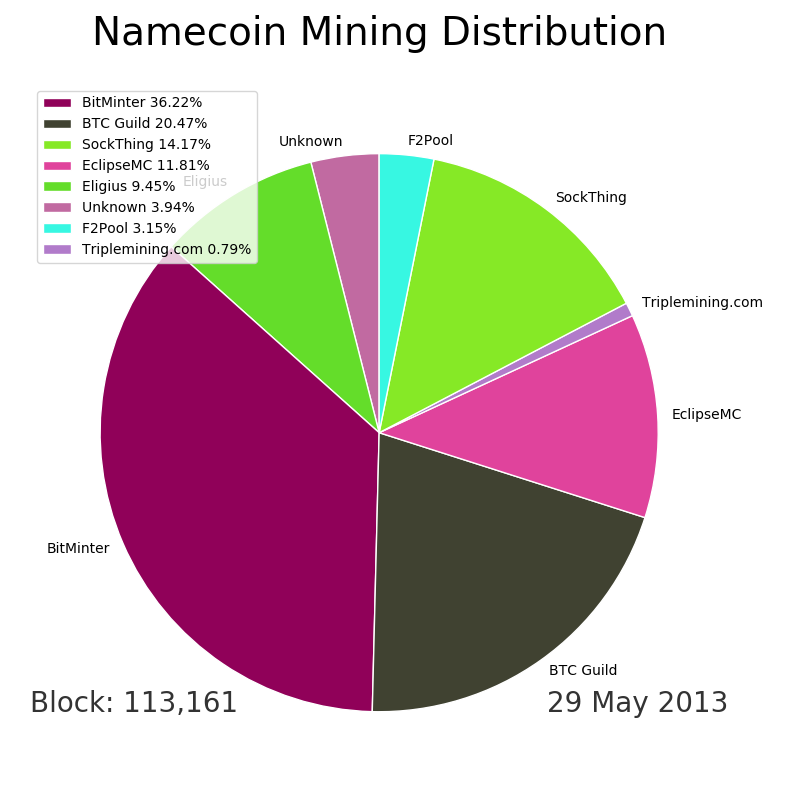 Namecoin Mining Distribution
BitMinter 36.22%
BTC Guild 20.47%
SockThing 14.17%
EclipseMC 11.81%
Eligius 9.45%
Unknown 3.94%
F2Pool 3.15%
Triplemining.com 0.79%
Unknown
F2Pool
Eligius
SockThing
Triplemining.com
EclipseMC
BitMinter
BTC Guild
Block: 113,161
29 May 2013